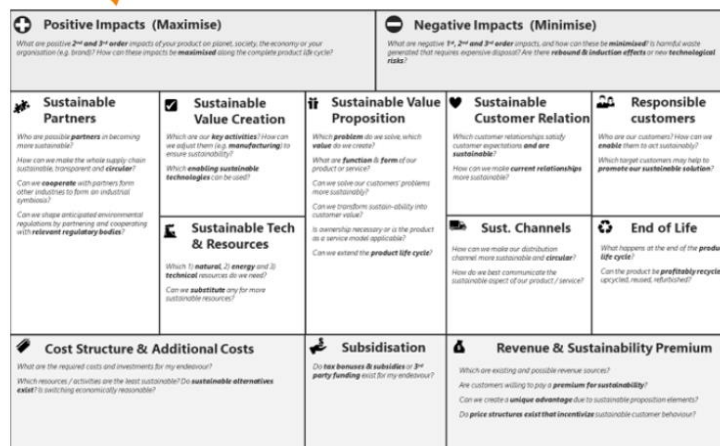 Positive Impacts (Maximise)
What are positive 2nd and 3rd order impacts of your product on planet, society, the economy or your
organisation (e.g. brand)? How can these impacts be maximised along the complete product life cycle?
Negative Impacts (Minimise)
What are negative 1st, 2nd and 3rd order impacts, and how can these be minimised? Is harmful waste
generated that requires expensive disposal? Are there rebound & induction effects or new technological
risks?
Sustainable
Partners
Who are possible partners in becoming
more sustainable?
How can we make the whole supply chain
sustainable, transparent and circular?
Can we cooperate with partners form
other industries to form an industrial
symbiosis?
Can we shape anticipated environmental
regulations by partnering and cooperating
with relevant regulatory bodies?
Sustainable
Value Creation
Which are our key activities? How can
we adjust them (e.g. manufacturing) to
ensure sustainability?
Which enabling sustainable
technologies can be used?
Sustainable Tech
& Resources
Which 1) natural, 2) energy and 3)
technical resources do we need?
Can we substitute any for more
sustainable resources?
Sustainable Value
Proposition
Which problem do we solve, which
value do we create?
What are function & form of our
product or service?
Can we solve our customers' problems
more sustainably?
Can we transform sustain-ability into
customer value?
Is ownership necessary or is the product
as a service model applicable?
Can we extend the product life cycle?
Sustainable
Customer Relation
Which customer relationships satisfy
customer expectations and are
sustainable?
How can we make current relationships
more sustainable?
Sust. Channels
How can we make our distribution
channel more sustainable and circular?
How do we best communicate the
sustainable aspect of our product / service?
Responsible
customers
Who are our customers? How can we
enable them to act sustainably?
Which target customers may help to
promote our sustainable solution?
End of Life
What happens at the end of the produ
life cycle?
Can the product be profitably recycle
upcycled, reused, refurbished?
Cost Structure & Additional Costs
What are the required costs and investments for my endeavour?
Which resources / activities are the least sustainable? Do sustainable alternatives
exist? Is switching economically reasonable?
Subsidisation
Do tax bonuses & subsidies or 3rd
party funding exist for my endeavour?
Revenue & Sustainability Premium
Which are existing and possible revenue sources?
Are customers willing to pay a premium for sustainability?
Can we create a unique advantage due to sustainable proposition elements?
Do price structures exist that incentivize sustainable customer behaviour?